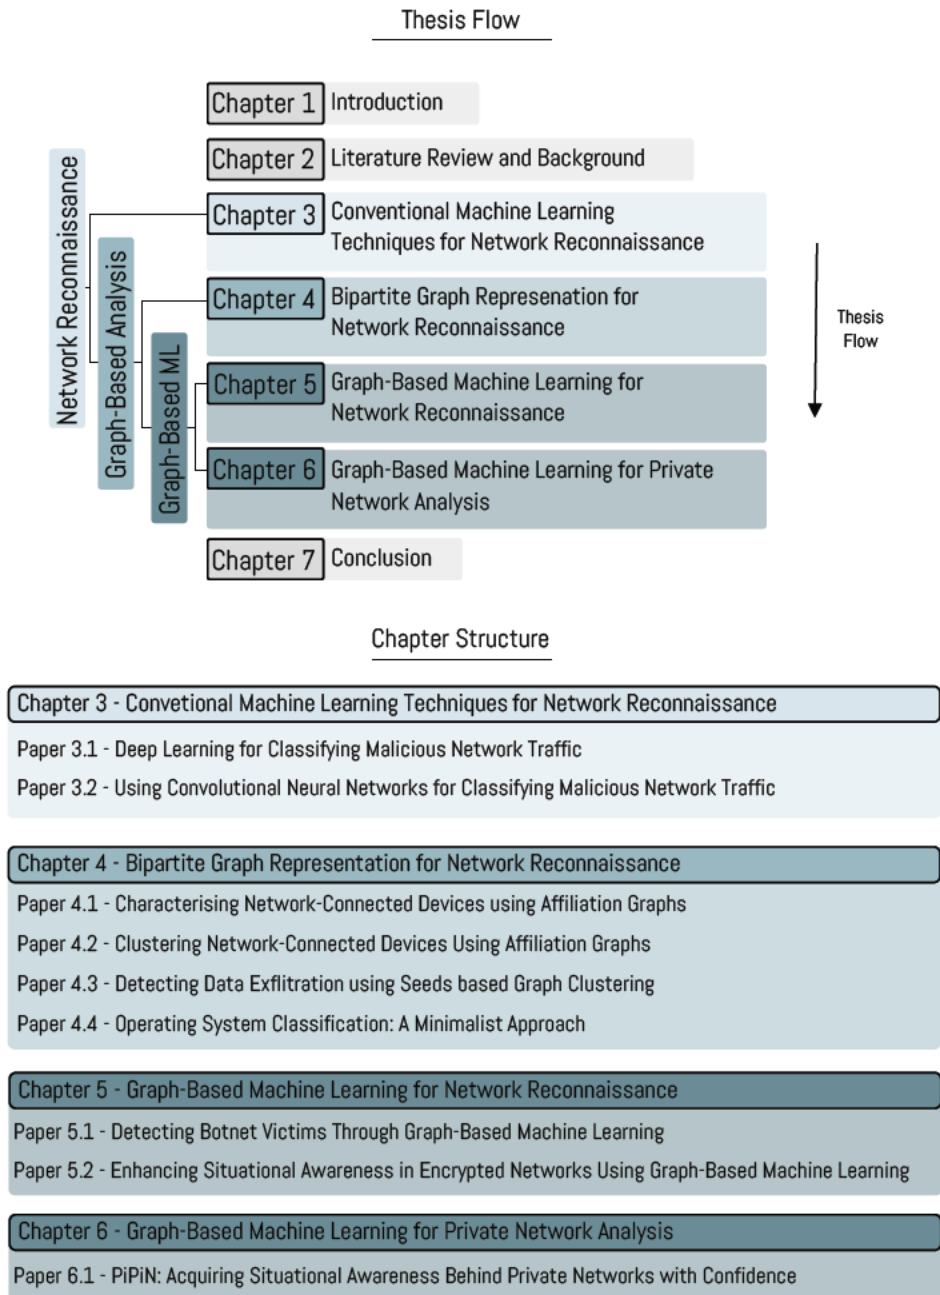 Thesis Flow
Chapter 1
Introduction
Chapter 2
Literature Review and Background
Chapter 3
Conventional Machine Learning
Techniques for Network Reconnaissance
Chapter 4
Bipartite Graph Represenation for
Network Reconnaissance
Chapter 5
Graph-Based Machine Learning for
Network Reconnaissance
Chapter 6
Graph-Based Machine Learning for Private
Network Analysis
Chapter 7
Conclusion
Network Reconnaissance
Graph-Based Analysis
Graph-Based ML
Thesis
Flow
Chapter Structure
Chapter 3 - Convetional Machine Learning Techniques for Network Reconnaissance
Paper 3.1 - Deep Learning for Classifying Malicious Network Traffic
Paper 3.2 - Using Convolutional Neural Networks for Classifying Malicious Network Traffic
Chapter 4 - Bipartite Graph Representation for Network Reconnaissance
Paper 4.1 - Characterising Network-Connected Devices using Affiliation Graphs
Paper 4.2 - Clustering Network-Connected Devices Using Affiliation Graphs
Paper 4.3 - Detecting Data Exflitration using Seeds based Graph Clustering
Paper 4.4 - Operating System Classification: A Minimalist Approach
Chapter 5 - Graph-Based Machine Learning for Network Reconnaissance
Paper 5.1 - Detecting Botnet Victims Through Graph-Based Machine Learning
Paper 5.2 - Enhancing Situational Awareness in Encrypted Networks Using Graph-Based Machine Learning
Chapter 6 - Graph-Based Machine Learning for Private Network Analysis
Paper 6.1 - PiPiN: Acquiring Situational Awareness Behind Private Networks with Confidence